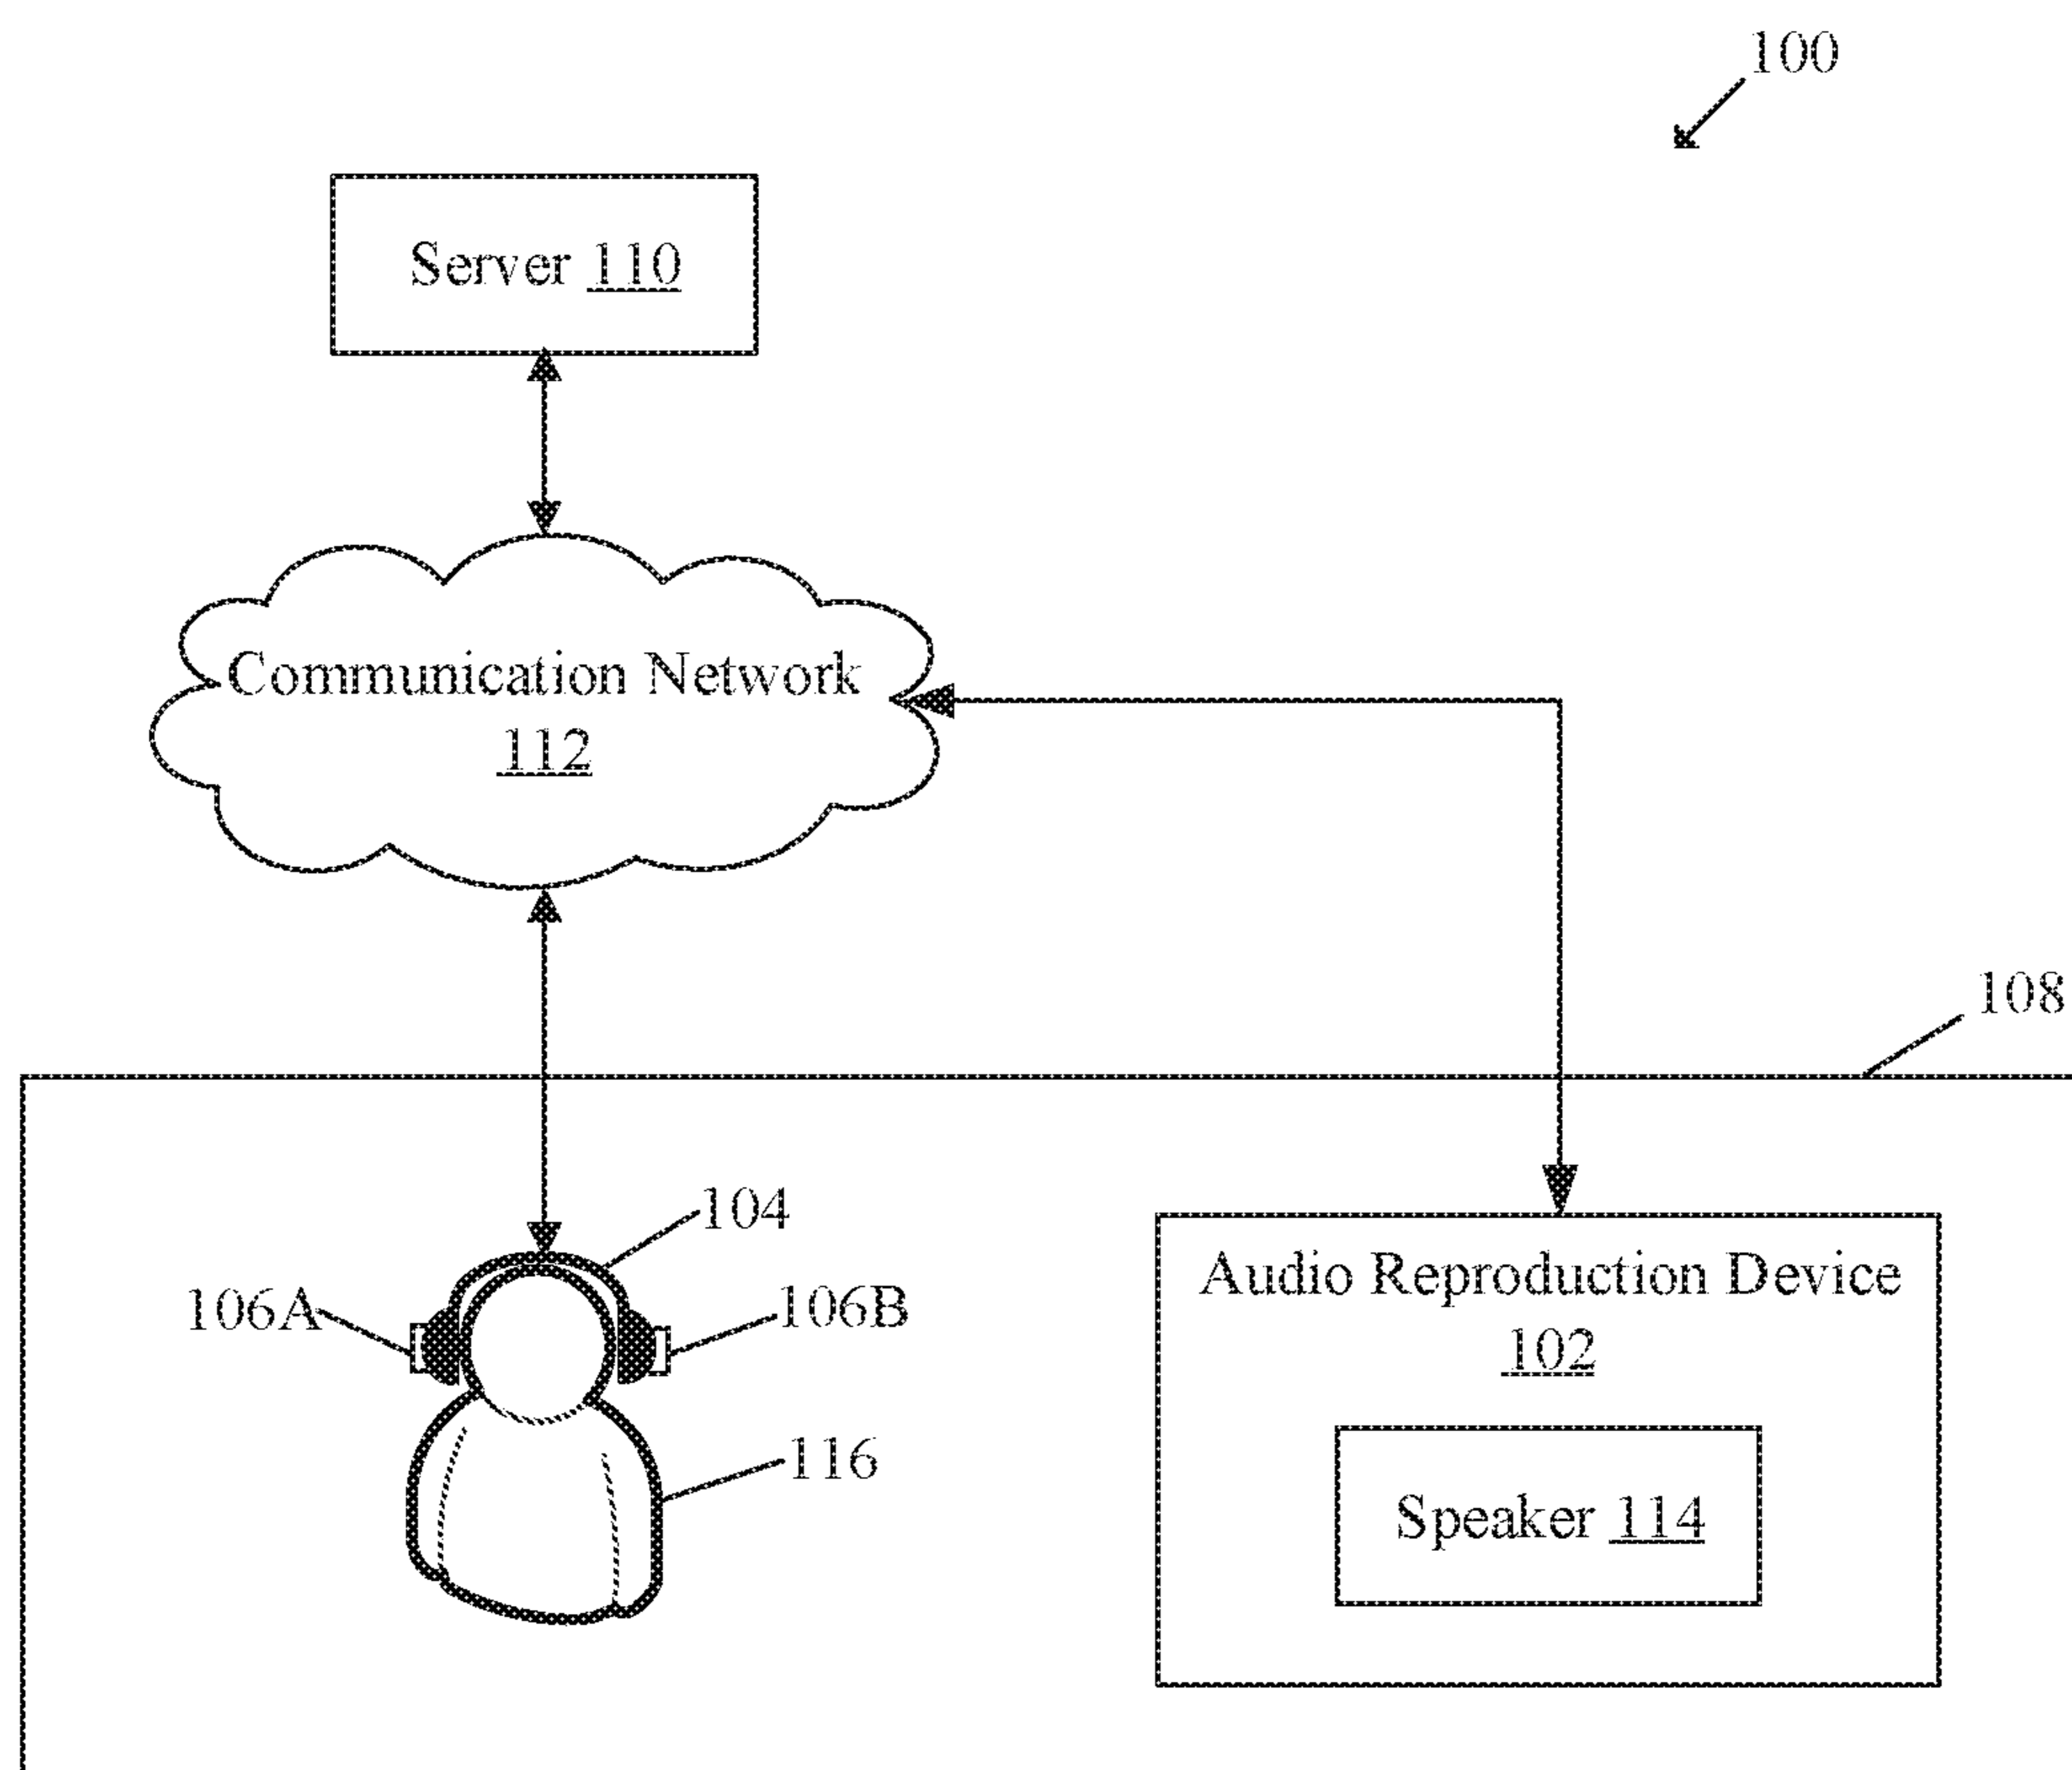 100
Server 110
Communication Network
112
108
104
106A
106B
Audio Reproduction Device
102
116
Speaker 114